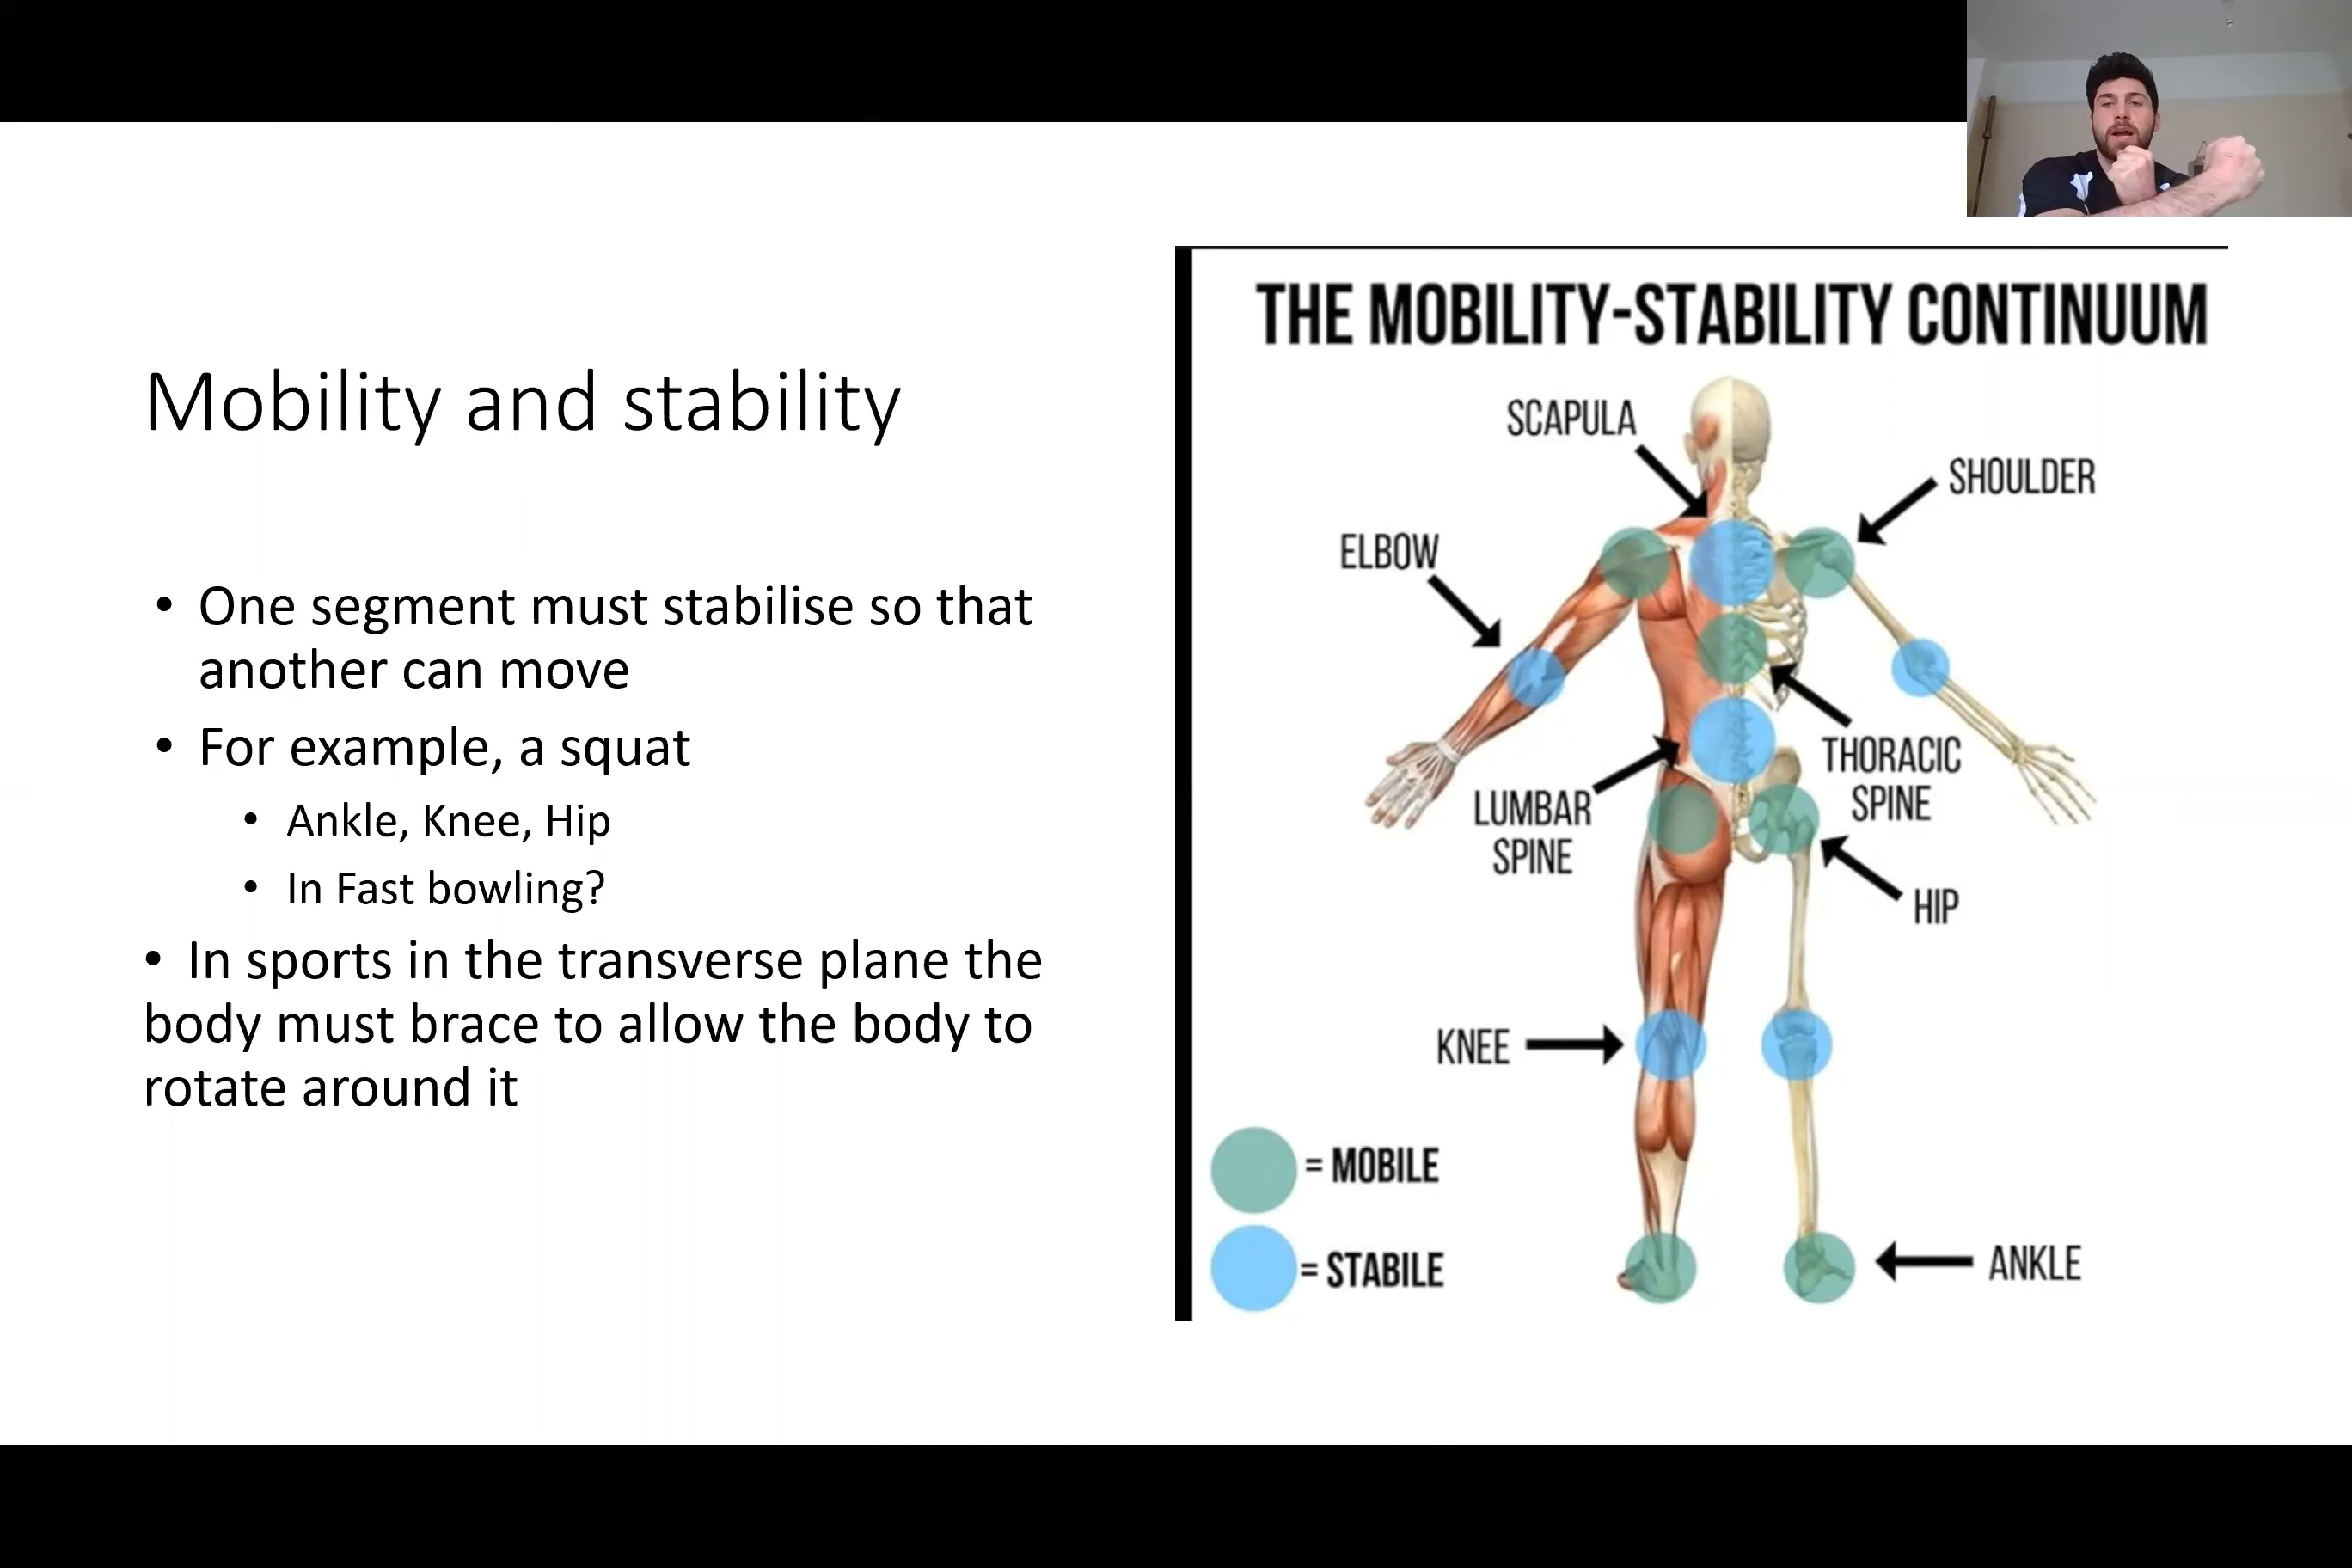 Mobility and stability
• One segment must stabilise so that
another can move
• For example, a squat
• Ankle, Knee, Hip
• In Fast bowling?
• In sports in the transverse plane the
body must brace to allow the body to
rotate around it
THE MOBILITY-STABILITY CONTINUUM
SCAPULA
SHOULDER
ELBOW
THORACIC
SPINE
LUMBAR
SPINE
HIP
KNEE
= MOBILE
= STABILE
ANKLE